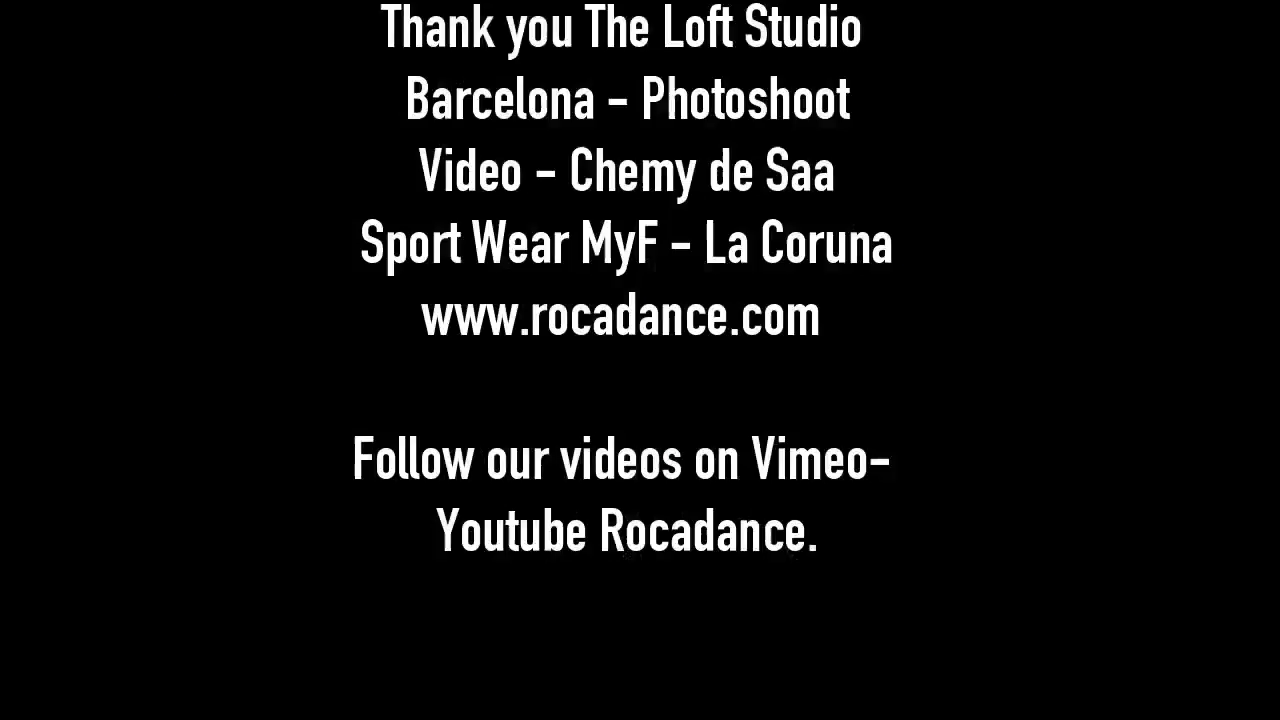 Thank you The Loft Studio
Barcelona - Photoshoot
Video - Chemy de Saa
Sport Wear MyF - La Coruna
www.rocadance.com
Follow our videos on Vimeo-
Youtube Rocadance.